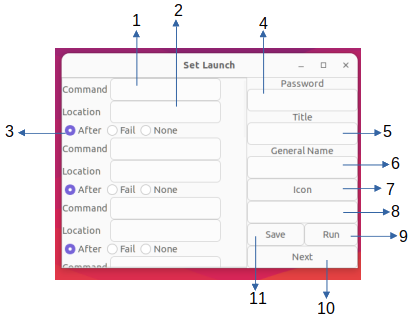 1
2
4
Set Launch
Command
Location
3
After Fail None
Command
Location
After Fail None
Command
Location
After Fail None
Command
Password
Title
5
General Name
6
Icon
7
8
Save Run
9
Next
11
10